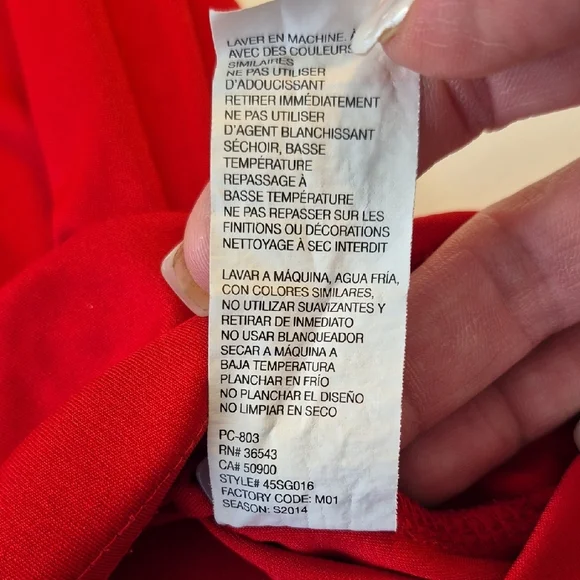 LAVER EN MACHINE. À
AVEC DES COULEURS
SIMILAIRES
NE PAS UTILISER
D'ADOUCISSANT
RETIRER IMMÉDIATEMENT
NE PAS UTILISER
D'AGENT BLANCHISSANT
SÉCHOIR, BASSE
TEMPÉRATURE
REPASSAGE À
BASSE TEMPÉRATURE
NE PAS REPASSER SUR LES
FINITIONS OU DÉCORATIONS
NETTOYAGE À SEC INTERDIT
LAVAR A MÁQUINA, AGUA FRÍA,
CON COLORES SIMILARES,
NO UTILIZAR SUAVIZANTES Y
RETIRAR DE INMEDIATO
NO USAR BLANQUEADOR
SECAR A MÁQUINA A
BAJA TEMPERATURA
PLANCHAR EN FRÍO
NO PLANCHAR EL DISEÑO
NO LIMPIAR EN SECO
PC-803
RN# 36543
CA# 50900
STYLE# 45SG016
FACTORY CODE: M01
SEASON: S2014